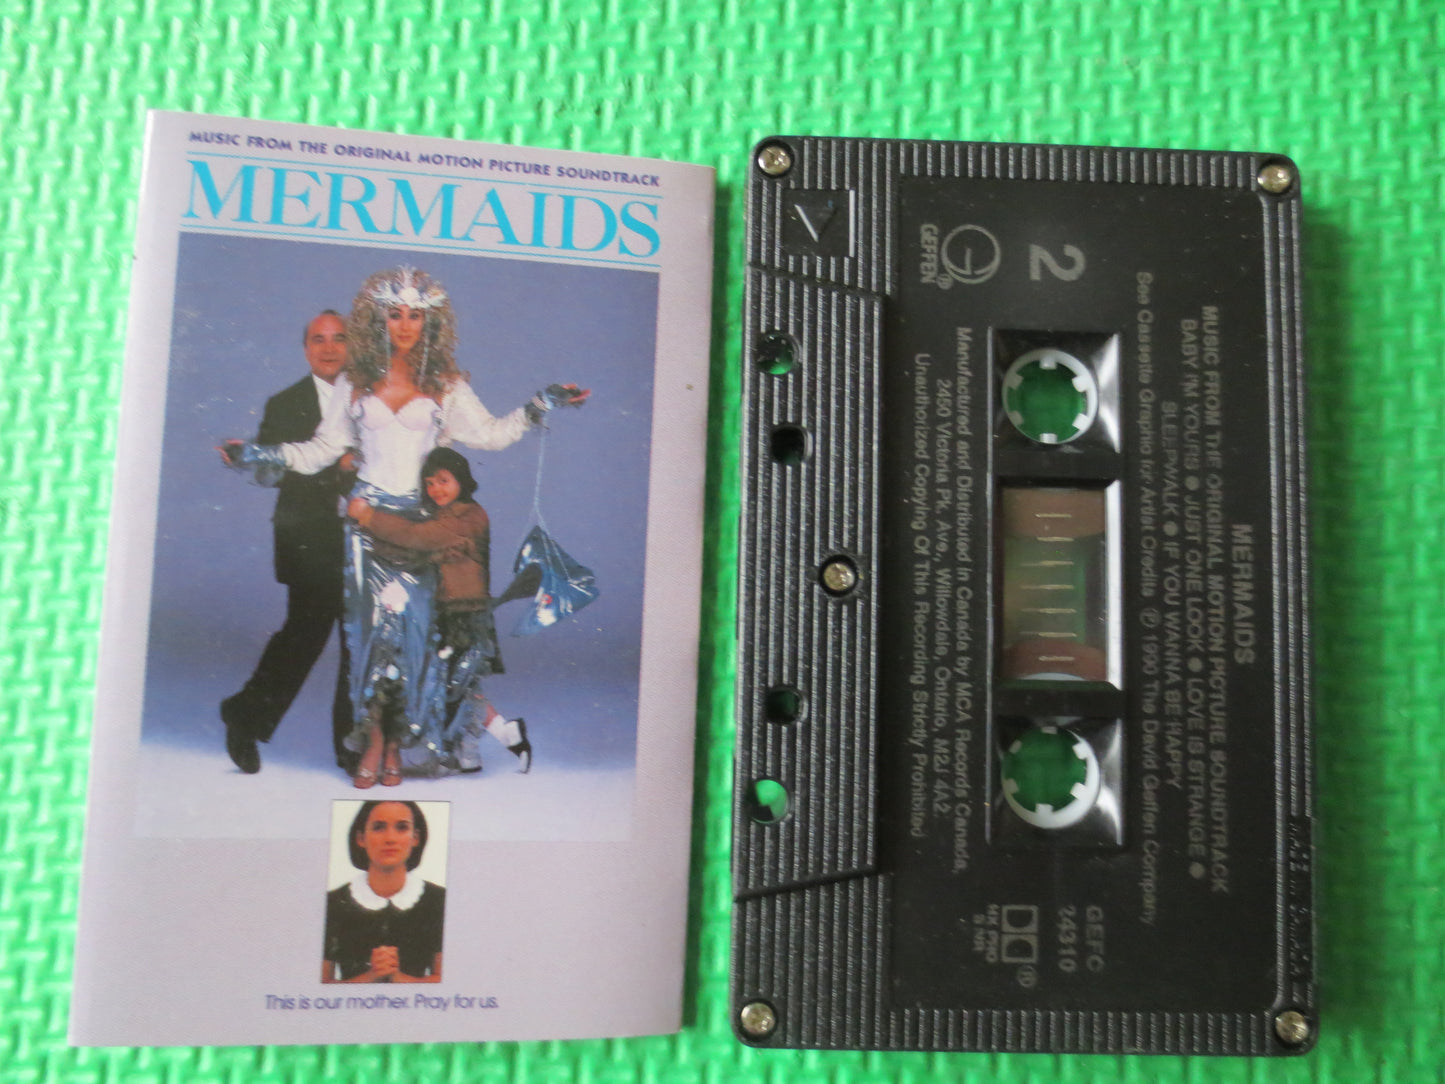 MUSIC FROM THE ORIGINAL MOTION PICTURE SOUNDTRACK
MERMAIDS
This is our mother. Pray for us.
MERMAIDS
MUSIC FROM THE ORIGINAL MOTION PICTURE SOUNDTRACK
BABY I'M YOURS ● JUST ONE LOOK ● LOVE IS STRANGE ●
SLEEPWALK ● IF YOU WANNA BE HAPPY
See Cassette Graphic for Artist Credits ℗ 1990 The David Geffen Company
2
GEFFEN®
GEFC
24310
HX PRO
B NR
Manufactured and Distributed in Canada by MCA Records Canada,
2450 Victoria Pk. Ave., Willowdale, Ontario, M2J 4A2.
Unauthorized Copying Of This Recording Strictly Prohibited